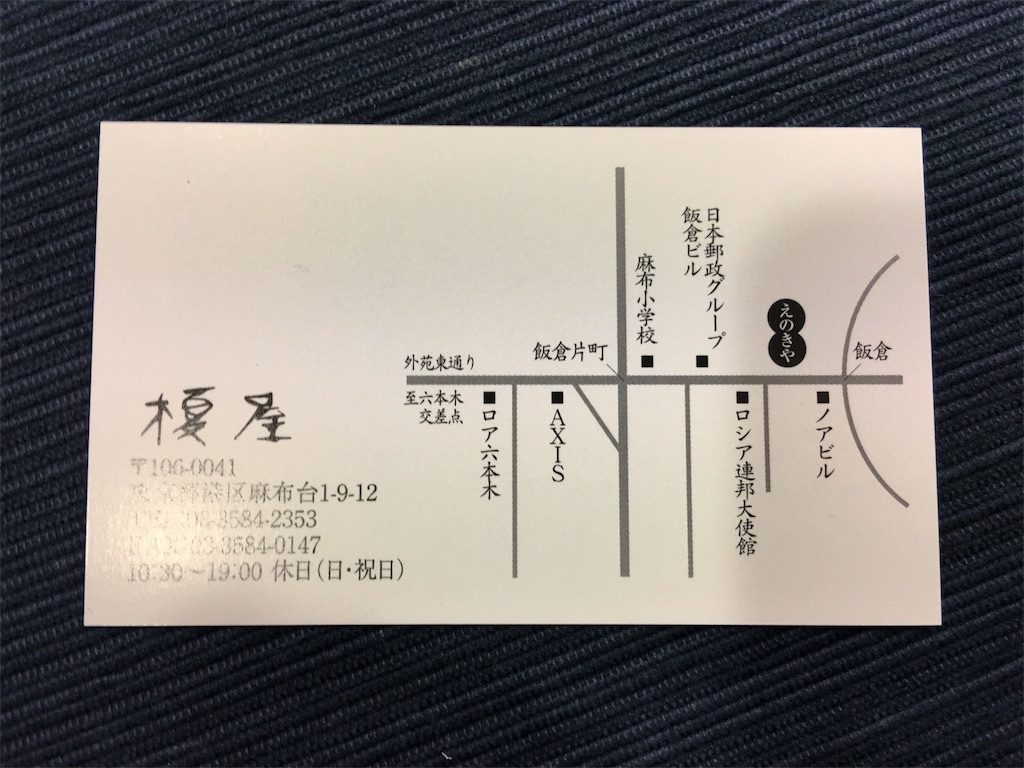 日本郵政グループ
飯倉ビル
麻布小学校
えのきや
飯倉片町
飯倉
外苑東通り
至六本木
交差点
ロア六本木
AXIS
ロシア連邦大使館
ノアビル
榎屋
〒106-0041
東京都港区麻布台1-9-12
TEL 03-3584-2353
FAX 03-3584-0147
10:30～19:00 休日(日・祝日)